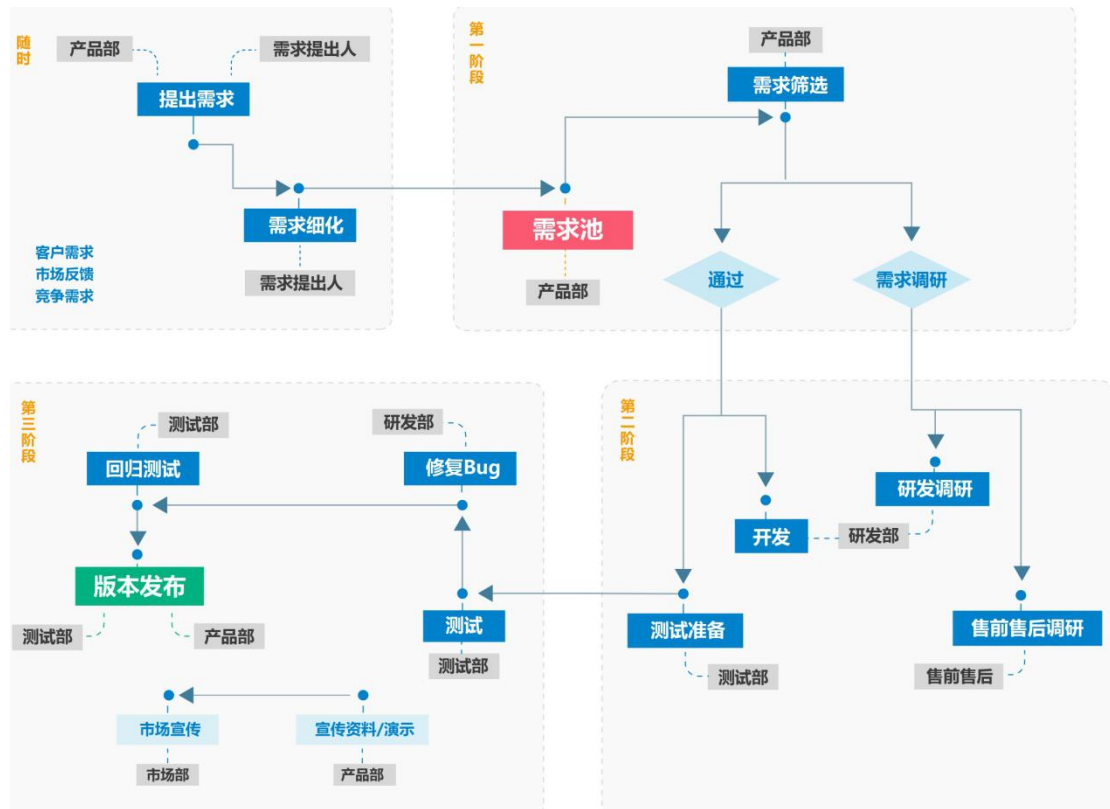 随时
产品部
需求提出人
提出需求
需求细化
需求提出人
客户需求
市场反馈
竞争需求
第一阶段
产品部
需求筛选
需求池
产品部
通过
需求调研
第二阶段
研发调研
开发
研发部
测试准备
测试部
售前售后调研
售前售后
第三阶段
测试部
回归测试
研发部
修复Bug
版本发布
测试部
产品部
测试
测试部
市场宣传
市场部
宣传资料/演示
产品部